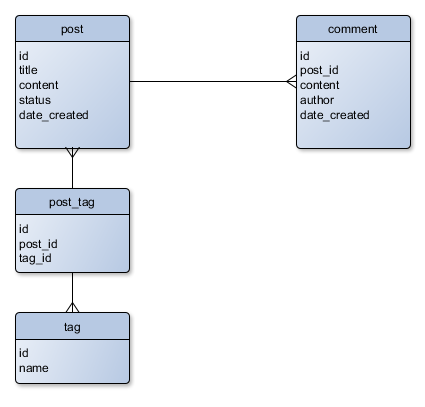 post
id
title
content
status
date_created
comment
id
post_id
content
author
date_created
post_tag
id
post_id
tag_id
tag
id
name